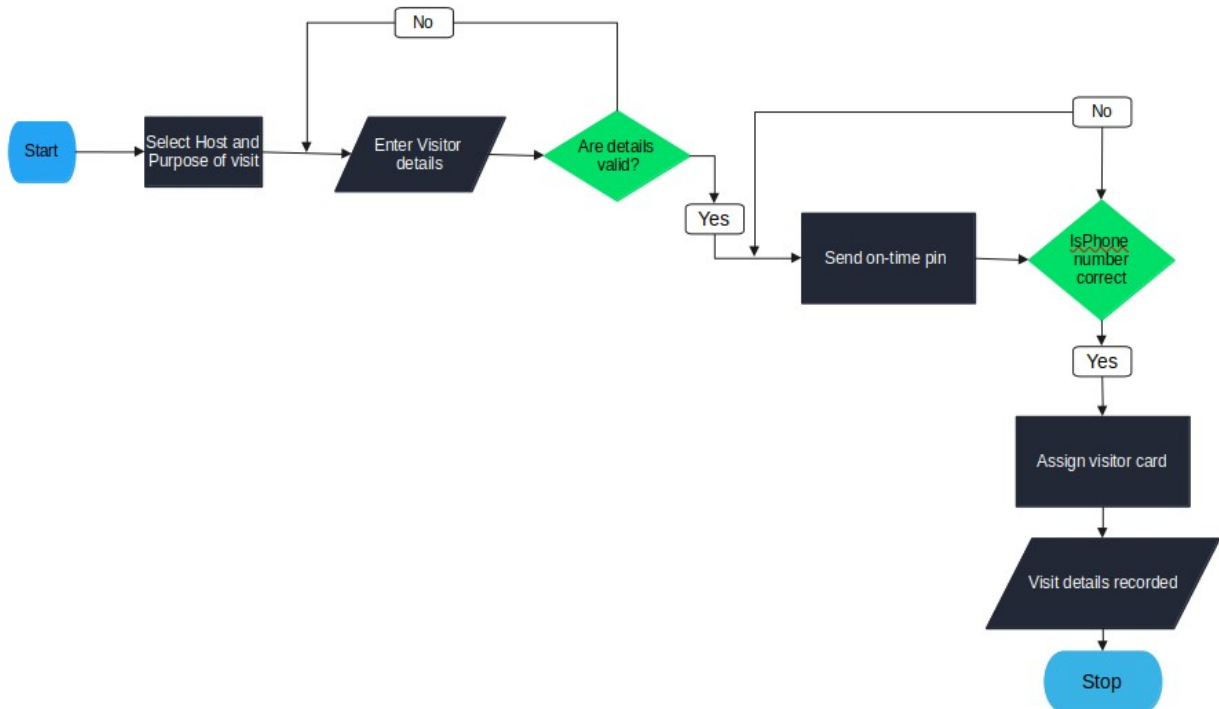 No
Start
Select Host and
Purpose of visit
Enter Visitor
details
Are details
valid?
No
Yes
Send on-time pin
IsPhone
number
correct
Yes
Assign visitor card
Visit details recorded
Stop